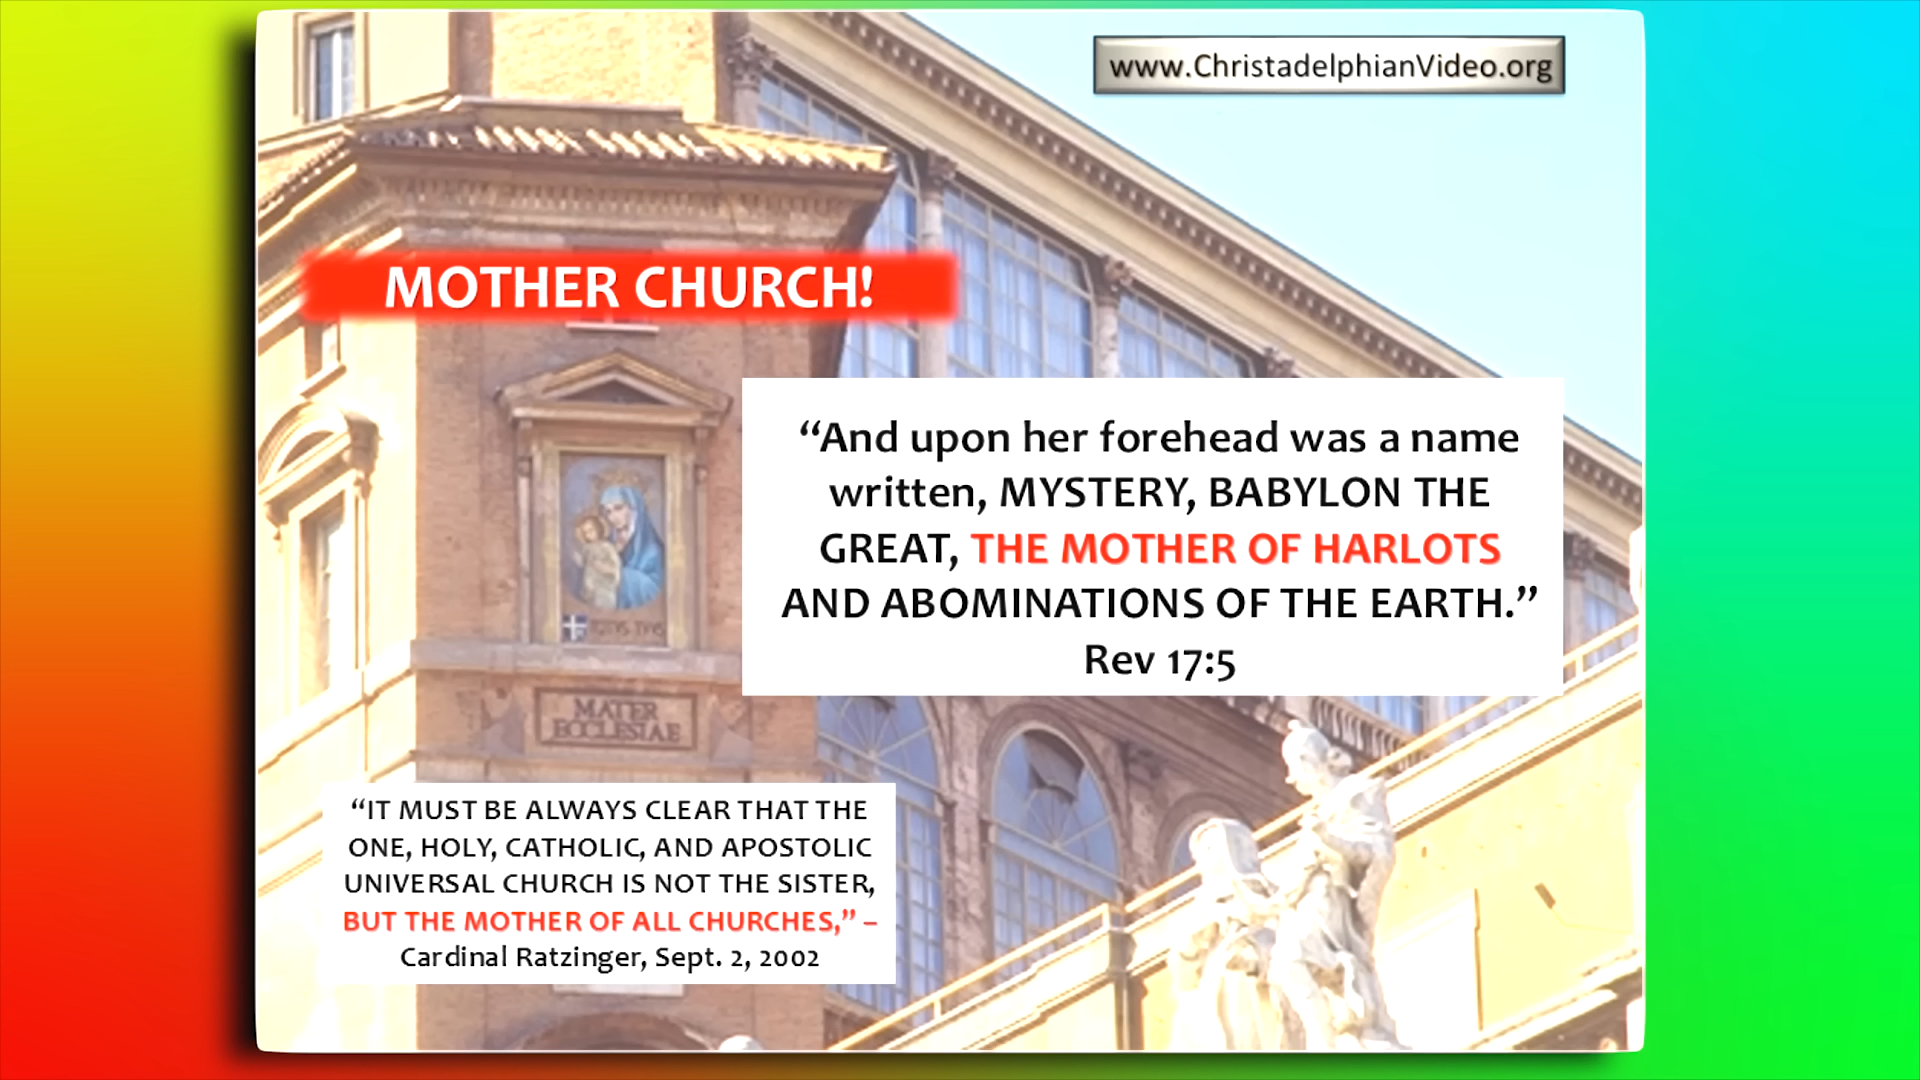 www.ChristadelphianVideo.org
MOTHER CHURCH!
“And upon her forehead was a name
written, MYSTERY, BABYLON THE
GREAT, THE MOTHER OF HARLOTS
AND ABOMINATIONS OF THE EARTH.”
Rev 17:5
MATER
ECCLESIAE
“IT MUST BE ALWAYS CLEAR THAT THE
ONE, HOLY, CATHOLIC, AND APOSTOLIC
UNIVERSAL CHURCH IS NOT THE SISTER,
BUT THE MOTHER OF ALL CHURCHES,” –
Cardinal Ratzinger, Sept. 2, 2002